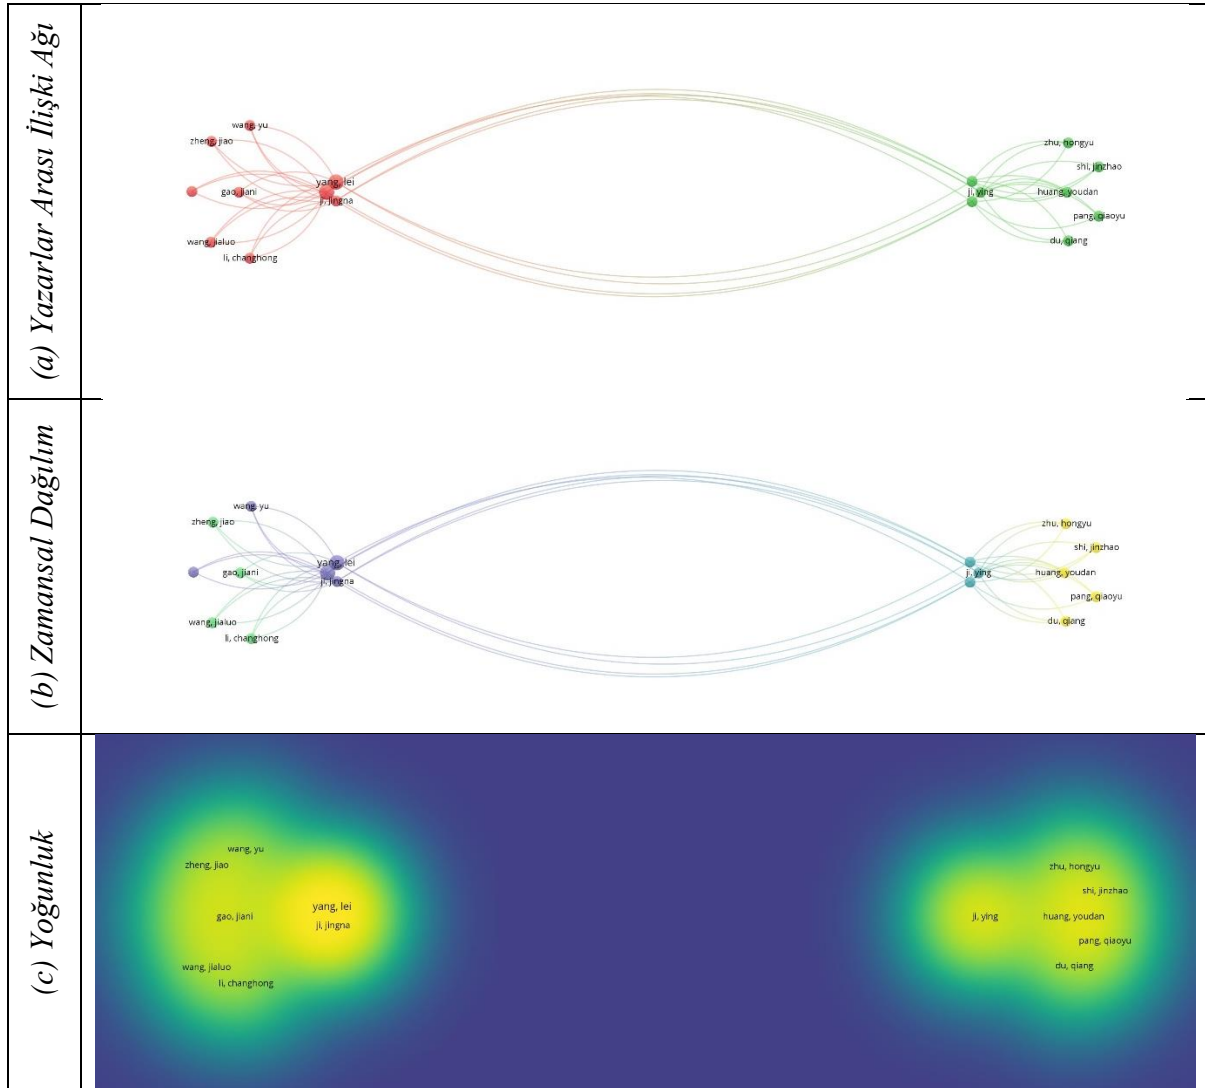 (a) Yazarlar Arası İlişki Ağı
wang, yu
zheng, jiao
yang, lei
gao, jiani
ji, jingna
wang, jialuo
li, changhong
zhu, hongyu
shi, jinzhao
ji, ying
huang, youdan
pang, qiaoyu
du, qiang
(b) Zamansal Dağılım
wang, yu
zheng, jiao
yang, lei
gao, jiani
ji, jingna
wang, jialuo
li, changhong
zhu, hongyu
shi, jinzhao
ji, ying
huang, youdan
pang, qiaoyu
du, qiang
(c) Yoğunluk
wang, yu
zheng, jiao
yang, lei
gao, jiani
ji, jingna
wang, jialuo
li, changhong
zhu, hongyu
shi, jinzhao
ji, ying
huang, youdan
pang, qiaoyu
du, qiang